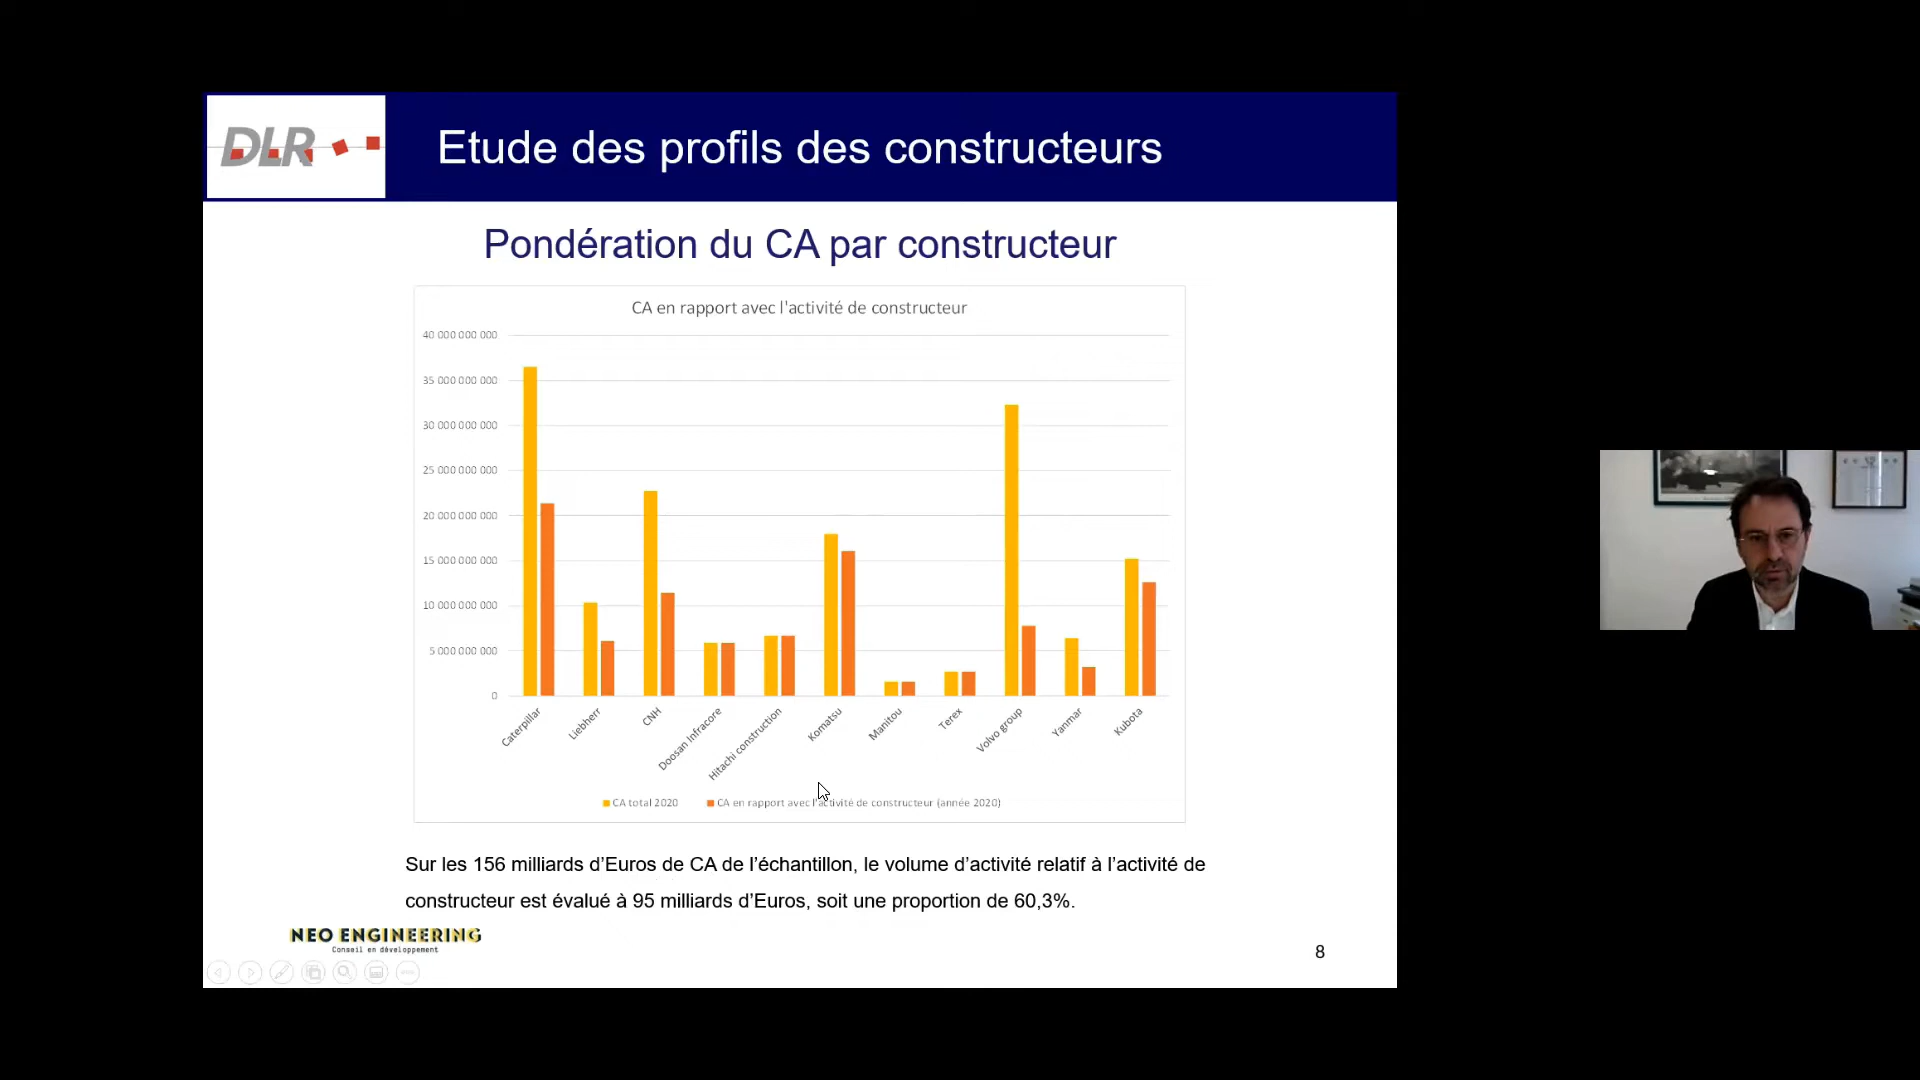 DLR
Etude des profils des constructeurs
Pondération du CA par constructeur
CA en rapport avec l'activité de constructeur
40 000 000 000
35 000 000 000
30 000 000 000
25 000 000 000
20 000 000 000
15 000 000 000
10 000 000 000
5 000 000 000
0
Caterpillar
Liebherr
CNH
Doosan Infracore
Hitachi construction
Komatsu
Manitou
Terex
Volvo group
Yanmar
Kubota
CA total 2020
CA en rapport avec l'activité de constructeur (année 2020)
Sur les 156 milliards d’Euros de CA de l’échantillon, le volume d’activité relatif à l’activité de
constructeur est évalué à 95 milliards d’Euros, soit une proportion de 60,3%.
NEO ENGINEERING
Conseil en développement
8